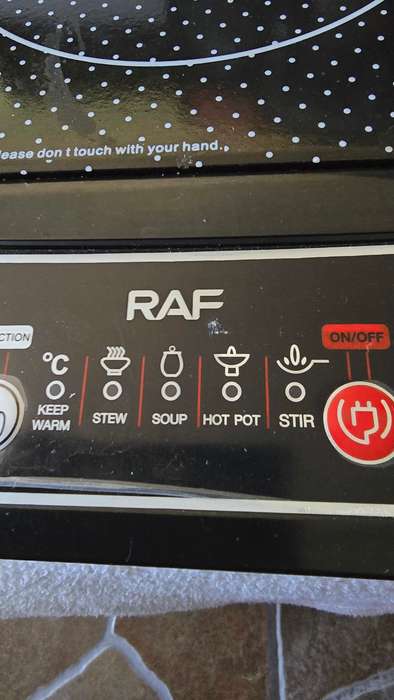 lease don t touch with your hand.
RAF
CTION
ON/OFF
°C
KEEP
WARM
STEW
SOUP
HOT POT
STIR